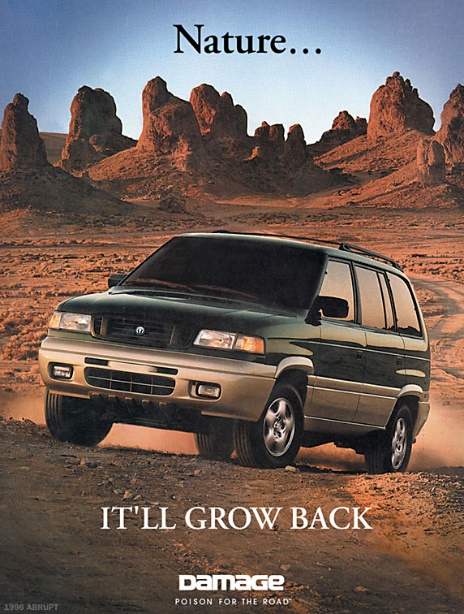 Nature…
IT'LL GROW BACK
1996 ABRUPT
DAMAGE
POISON FOR THE ROAD